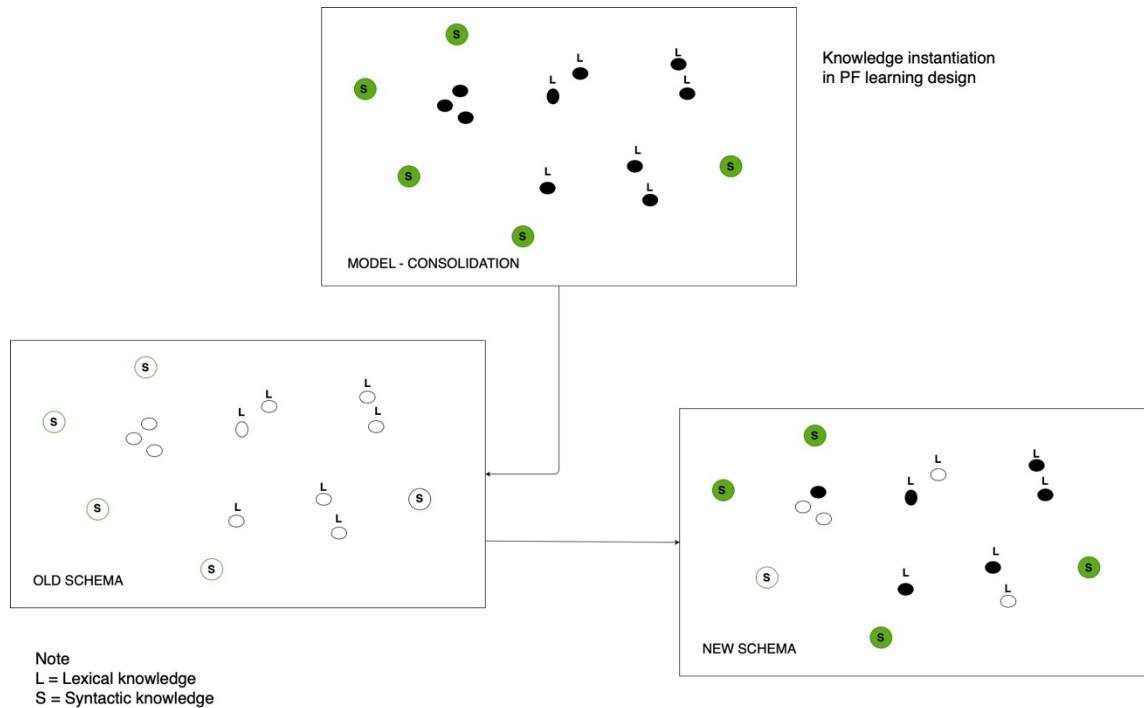 S
L
L
Knowledge instantiation
in PF learning design
L
L
S
L
S
L
S
L
S
MODEL - CONSOLIDATION
S
L
L
L
L
S
L
S
L
L
S
S
OLD SCHEMA
S
L
L
L
L
S
L
S
L
S
L
L
S
NEW SCHEMA
Note
L = Lexical knowledge
S = Syntactic knowledge